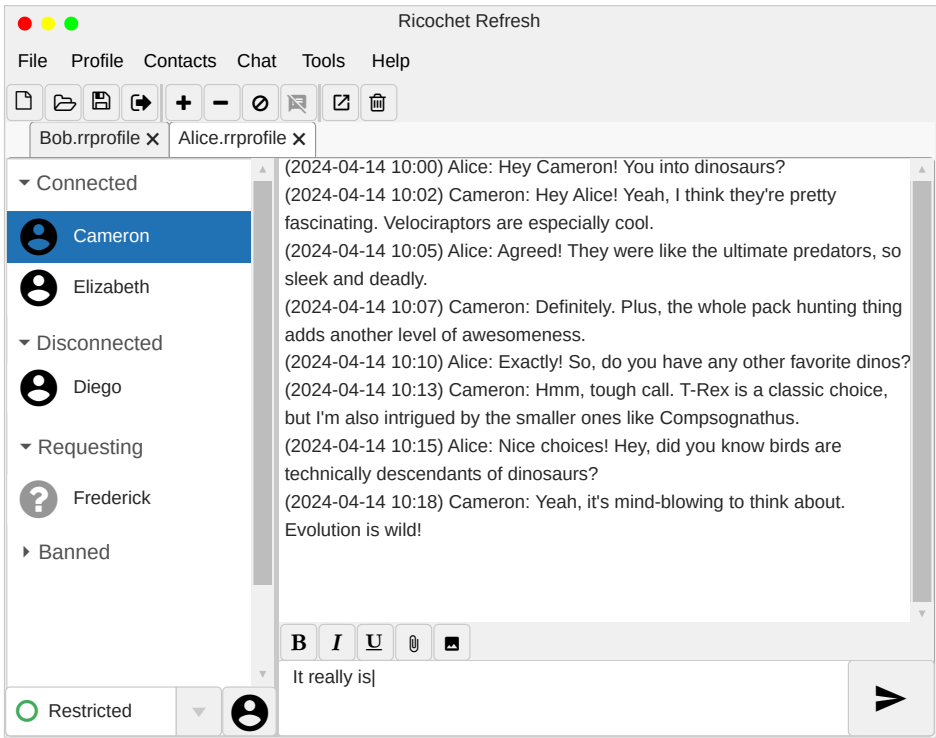 Ricochet Refresh
File Profile Contacts Chat Tools Help
Bob.rrprofile Alice.rrprofile
Connected
Cameron
Elizabeth
Disconnected
Diego
Requesting
Frederick
Banned
Restricted
(2024-04-14 10:00) Alice: Hey Cameron! You into dinosaurs?
(2024-04-14 10:02) Cameron: Hey Alice! Yeah, I think they're pretty
fascinating. Velociraptors are especially cool.
(2024-04-14 10:05) Alice: Agreed! They were like the ultimate predators, so
sleek and deadly.
(2024-04-14 10:07) Cameron: Definitely. Plus, the whole pack hunting thing
adds another level of awesomeness.
(2024-04-14 10:10) Alice: Exactly! So, do you have any other favorite dinos?
(2024-04-14 10:13) Cameron: Hmm, tough call. T-Rex is a classic choice,
but I'm also intrigued by the smaller ones like Compsognathus.
(2024-04-14 10:15) Alice: Nice choices! Hey, did you know birds are
technically descendants of dinosaurs?
(2024-04-14 10:18) Cameron: Yeah, it's mind-blowing to think about.
Evolution is wild!
B I U
It really is